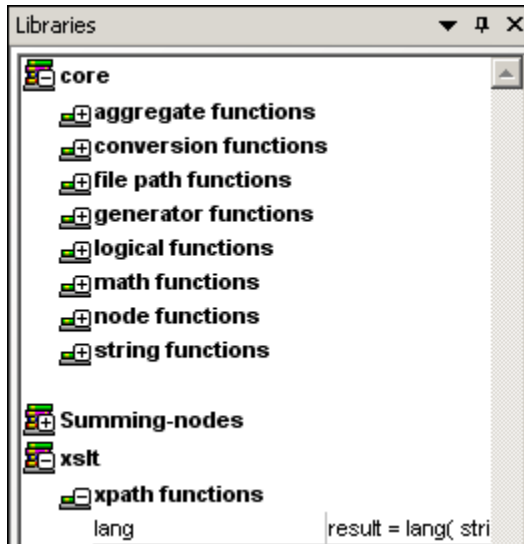 Libraries
core
aggregate functions
conversion functions
file path functions
generator functions
logical functions
math functions
node functions
string functions
Summing-nodes
xslt
xpath functions
lang result = lang( stri